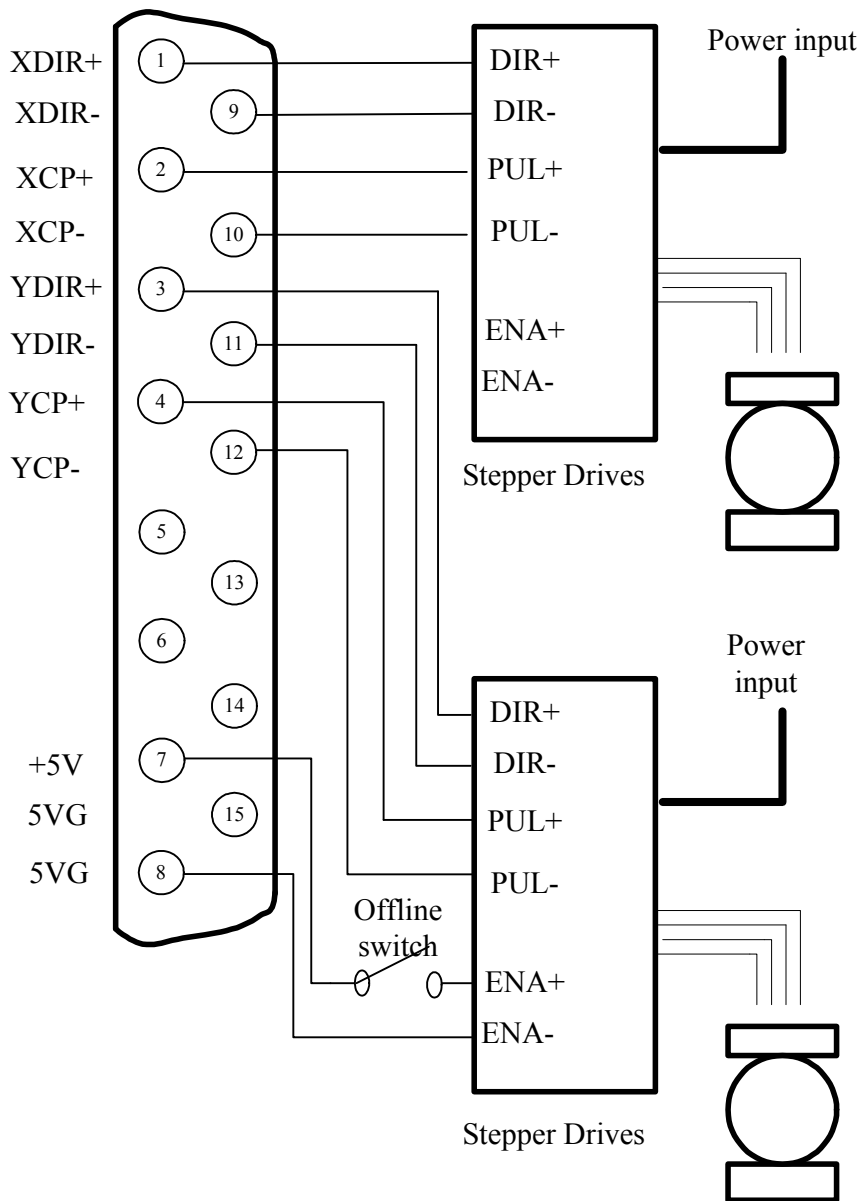 XDIR+
1
DIR+
Power input
XDIR-
9
DIR-
XCP+
2
PUL+
XCP-
10
PUL-
YDIR+
3
YDIR-
11
ENA+
YCP+
4
ENA-
YCP-
12
Stepper Drives
5
13
6
Power
input
14
DIR+
+5V
7
DIR-
5VG
15
PUL+
5VG
8
PUL-
Offline
switch
ENA+
ENA-
Stepper Drives